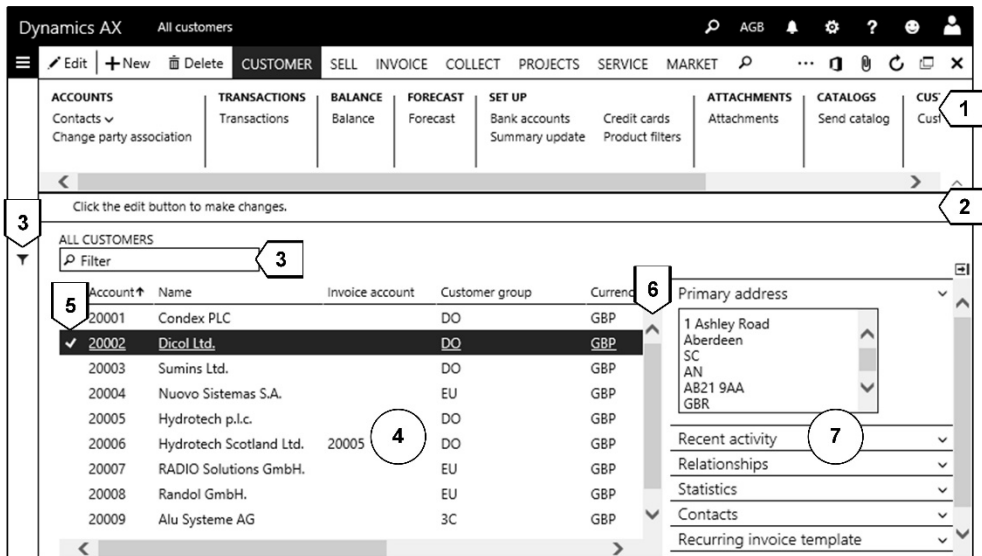 Dynamics AX All customers AGB ?
Edit New Delete CUSTOMER SELL INVOICE COLLECT PROJECTS SERVICE MARKET ...
ACCOUNTS TRANSACTIONS BALANCE FORECAST SET UP ATTACHMENTS CATALOGS CUS
Contacts Transactions Balance Forecast Bank accounts Credit cards Attachments Send catalog Cust 1
Change party association Summary update Product filters
Click the edit button to make changes. 2
3
ALL CUSTOMERS
Filter 3
5 Account Name Invoice account Customer group Currenc 6 Primary address
20001 Condex PLC DO GBP 1 Ashley Road
20002 Dicol Ltd. DO GBP Aberdeen
20003 Sumins Ltd. DO GBP SC
20004 Nuovo Sistemas S.A. EU GBP AN
AB21 9AA
GBR
20005 Hydrotech p.l.c. DO GBP
20006 Hydrotech Scotland Ltd. 20005 4 DO GBP Recent activity 7
20007 RADIO Solutions GmbH. EU GBP Relationships
20008 Randol GmbH. EU GBP Statistics
20009 Alu Systeme AG 3C GBP Contacts
Recurring invoice template